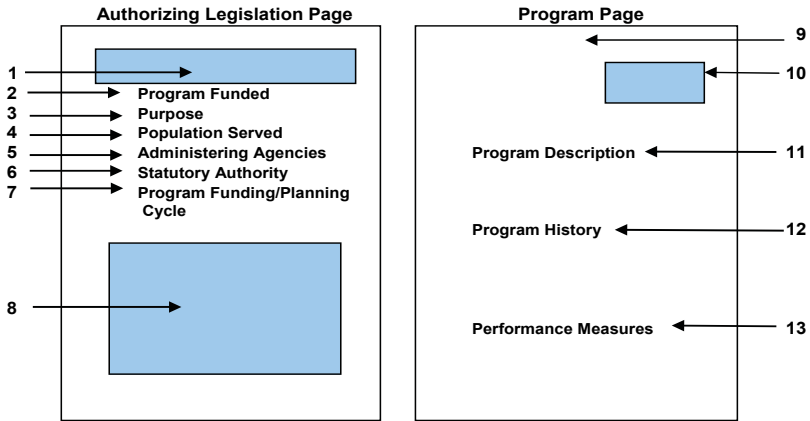 Authorizing Legislation Page
1
2 Program Funded
3 Purpose
4 Population Served
5 Administering Agencies
6 Statutory Authority
7 Program Funding/Planning
Cycle
8
Program Page
9
10
Program Description 11
Program History 12
Performance Measures 13